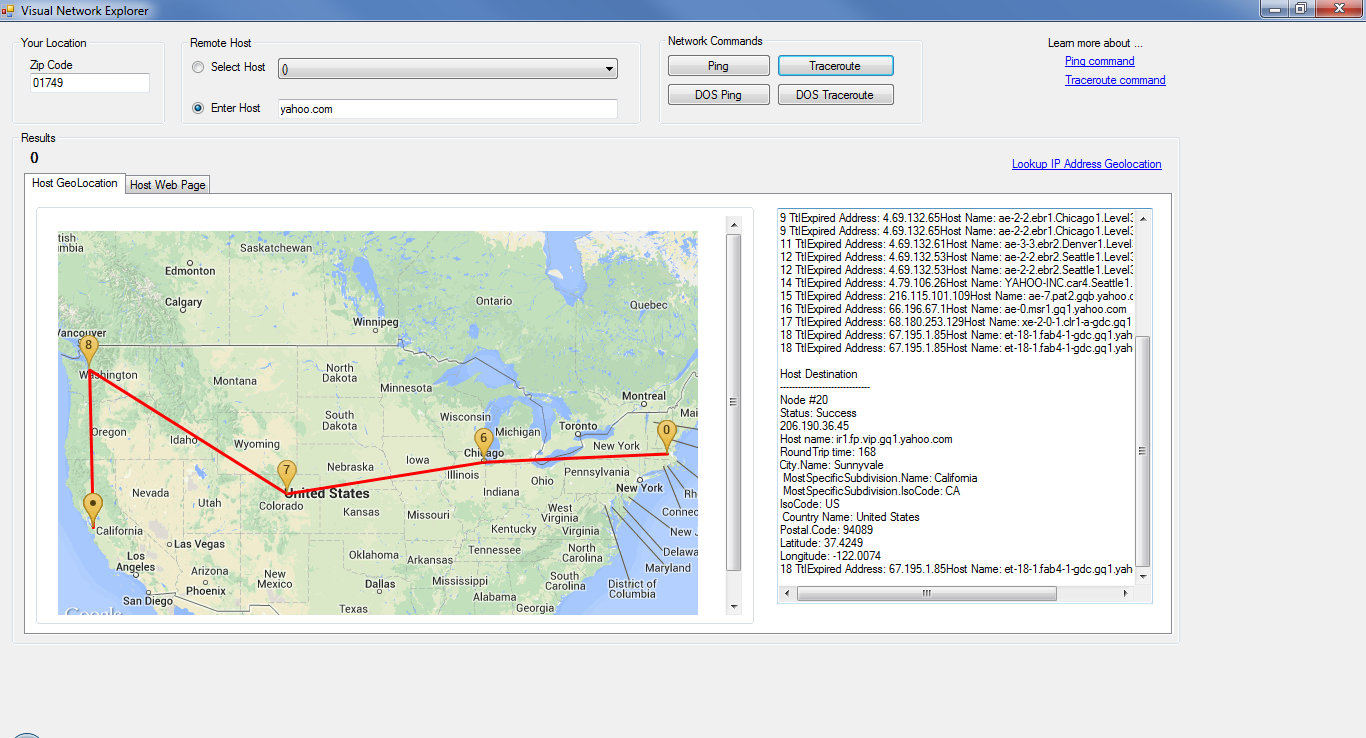 Visual Network Explorer
Your Location
Zip Code
01749
Remote Host
Select Host
()
Enter Host
yahoo.com
Network Commands
Ping
Traceroute
DOS Ping
DOS Traceroute
Learn more about ...
Ping command
Traceroute command
Results
()
Lookup IP Address Geolocation
Host GeoLocation
Host Web Page
tish
mbia
Saskatchewan
Edmonton
Calgary
Ontario
Quebec
Winnipeg
Vancouver
8
Washington
Montana
North
Dakota
Minnesota
Montreal
Mai
Oregon
Idaho
South
Dakota
Wisconsin
Michigan
Toronto
0
Wyoming
6
Chicago
New York
7
Nebraska
Iowa
Illinois
Pennsylvania
Ohio
New York
Rh
Nevada
Utah
United States
Colorado
Indiana
Connec
Kansas
Missouri
West
Virginia
New J
California
Kentucky
Virginia
Las Vegas
Delawa
Los
Angeles
Oklahoma
Tennessee
North
Carolina
Arizona
Arkansas
Maryland
New
Mexico
Phoenix
Dallas
Mississippi
South
Carolina
District of
Columbia
San Diego
Alabama
Texas
Georgia
Google
9 TtlExpired Address: 4.69.132.65Host Name: ae-2-2.ebr1.Chicago1.Level3
9 TtlExpired Address: 4.69.132.65Host Name: ae-2-2.ebr1.Chicago1.Level3
11 TtlExpired Address: 4.69.132.61Host Name: ae-3-3.ebr2.Denver1.Level
12 TtlExpired Address: 4.69.132.53Host Name: ae-2-2.ebr2.Seattle1.Level3
12 TtlExpired Address: 4.69.132.53Host Name: ae-2-2.ebr2.Seattle1.Level3
14 TtlExpired Address: 4.79.106.26Host Name: YAHOO-INC.car4.Seattle1.
15 TtlExpired Address: 216.115.101.109Host Name: ae-7.pat2.gqb.yahoo.c
16 TtlExpired Address: 66.196.67.1Host Name: ae-0.msr1.gq1.yahoo.com
17 TtlExpired Address: 68.180.253.129Host Name: xe-2-0-1.clr1-a-gdc.gq1
18 TtlExpired Address: 67.195.1.85Host Name: et-18-1.fab4-1-gdc.gq1.yah
18 TtlExpired Address: 67.195.1.85Host Name: et-18-1.fab4-1-gdc.gq1.yah
Host Destination
------------------------------
Node #20
Status: Success
206.190.36.45
Host name: ir1.fp.vip.gq1.yahoo.com
RoundTrip time: 168
City.Name: Sunnyvale
MostSpecificSubdivision.Name: California
MostSpecificSubdivision.IsoCode: CA
IsoCode: US
Country Name: United States
Postal.Code: 94089
Latitude: 37.4249
Longitude: -122.0074
18 TtlExpired Address: 67.195.1.85Host Name: et-18-1.fab4-1-gdc.gq1.yah